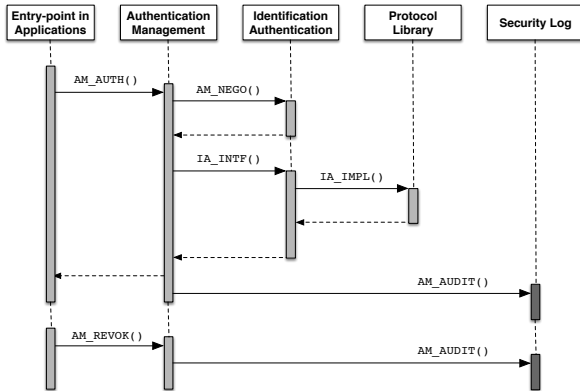 Entry-point in
Applications
Authentication
Management
Identification
Authentication
Protocol
Library
Security Log
AM_AUTH()
AM_NEGO()
IA_INTF()
IA_IMPL()
AM_AUDIT()
AM_REVOK()
AM_AUDIT()